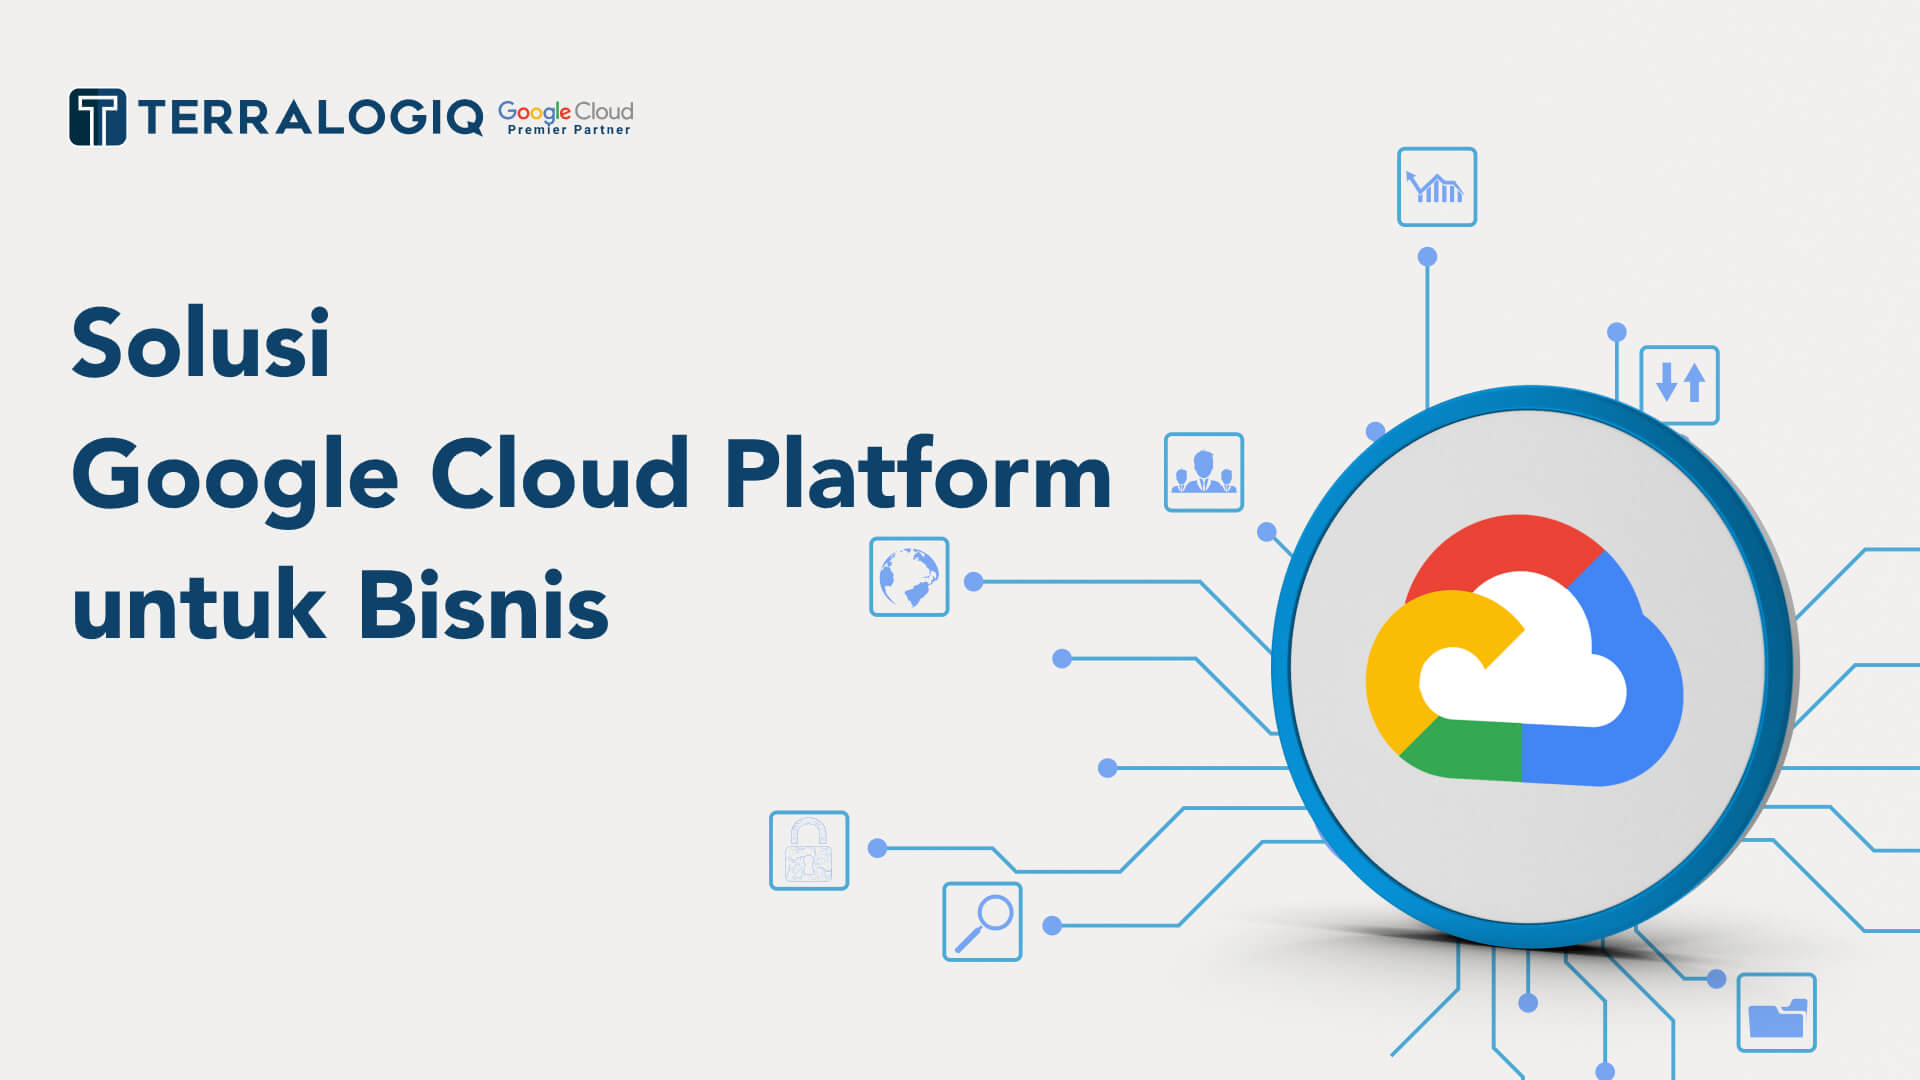 TERRALOGIQ
Google Cloud
Premier Partner
Solusi
Google Cloud Platform
untuk Bisnis